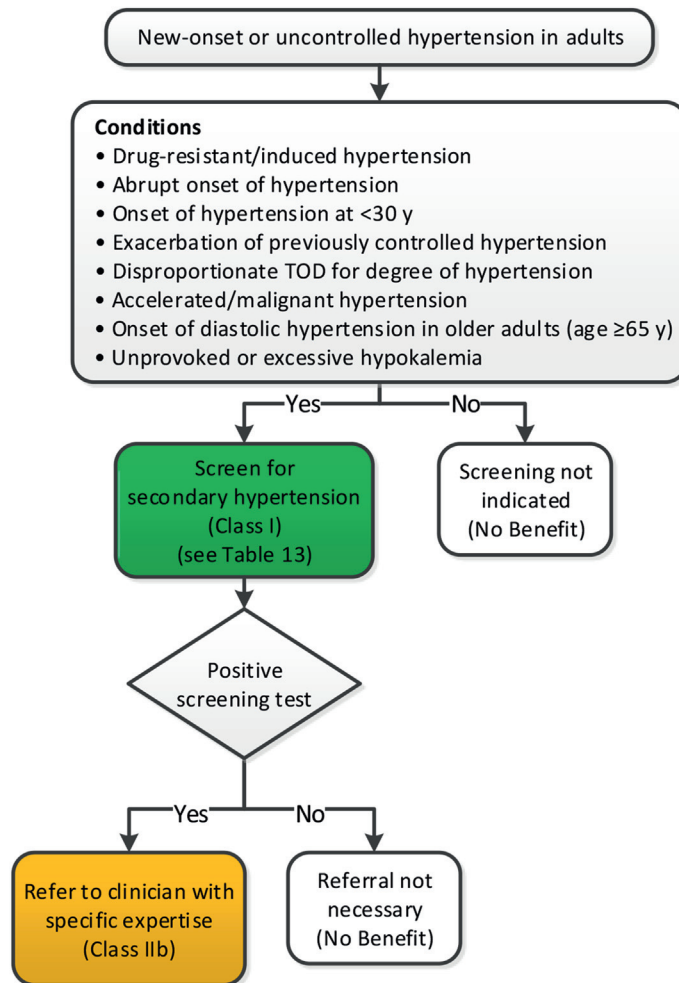 New-onset or uncontrolled hypertension in adults
Conditions
• Drug-resistant/induced hypertension
• Abrupt onset of hypertension
• Onset of hypertension at <30 y
• Exacerbation of previously controlled hypertension
• Disproportionate TOD for degree of hypertension
• Accelerated/malignant hypertension
• Onset of diastolic hypertension in older adults (age ≥65 y)
• Unprovoked or excessive hypokalemia
Yes
No
Screen for
secondary hypertension
(Class I)
(see Table 13)
Screening not
indicated
(No Benefit)
Positive
screening test
Yes
No
Refer to clinician with
specific expertise
(Class IIb)
Referral not
necessary
(No Benefit)